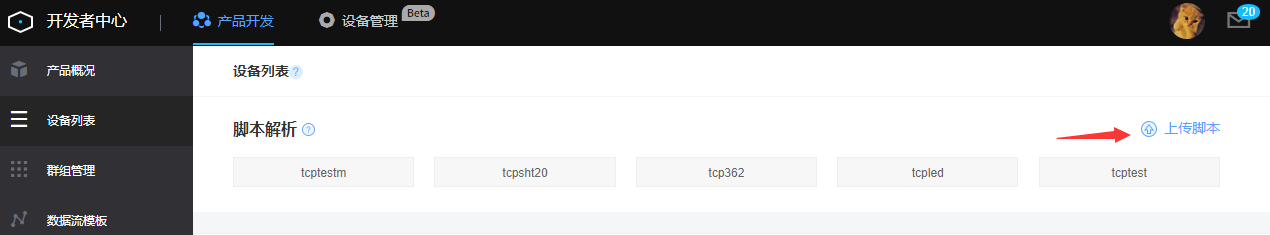 开发者中心
产品开发
设备管理
Beta
20
产品概况
设备列表
群组管理
数据流模板
设备列表?
脚本解析?
上传脚本
tcptestm
tcpsht20
tcp362
tcpled
tcptest